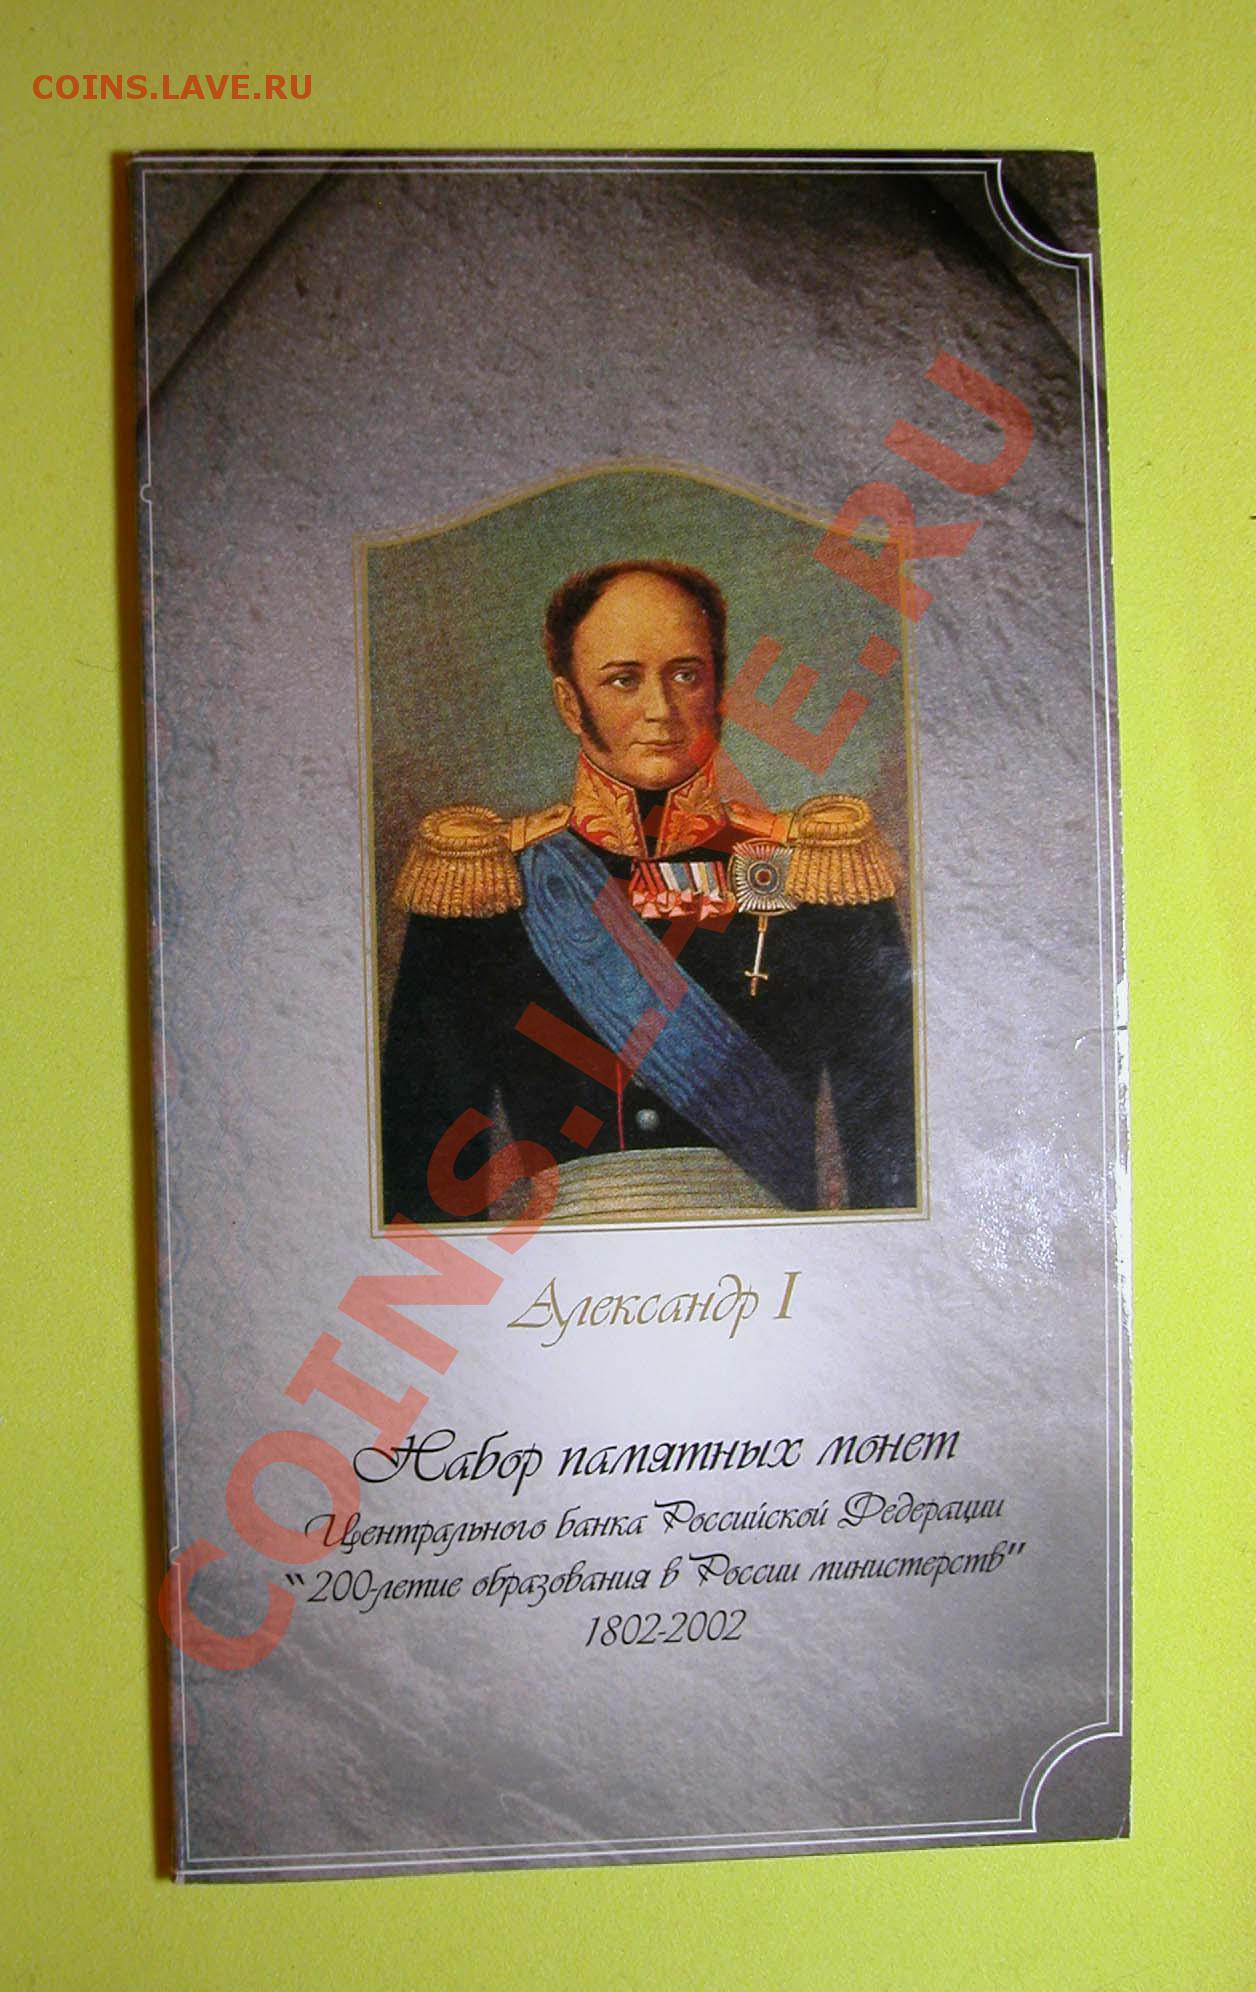 COINS.LAVE.RU
COINS.LAVE.RU
Александр I
Набор памятных монет
Центрального банка Российской Федерации
"200-летие образования в России министерств"
1802-2002